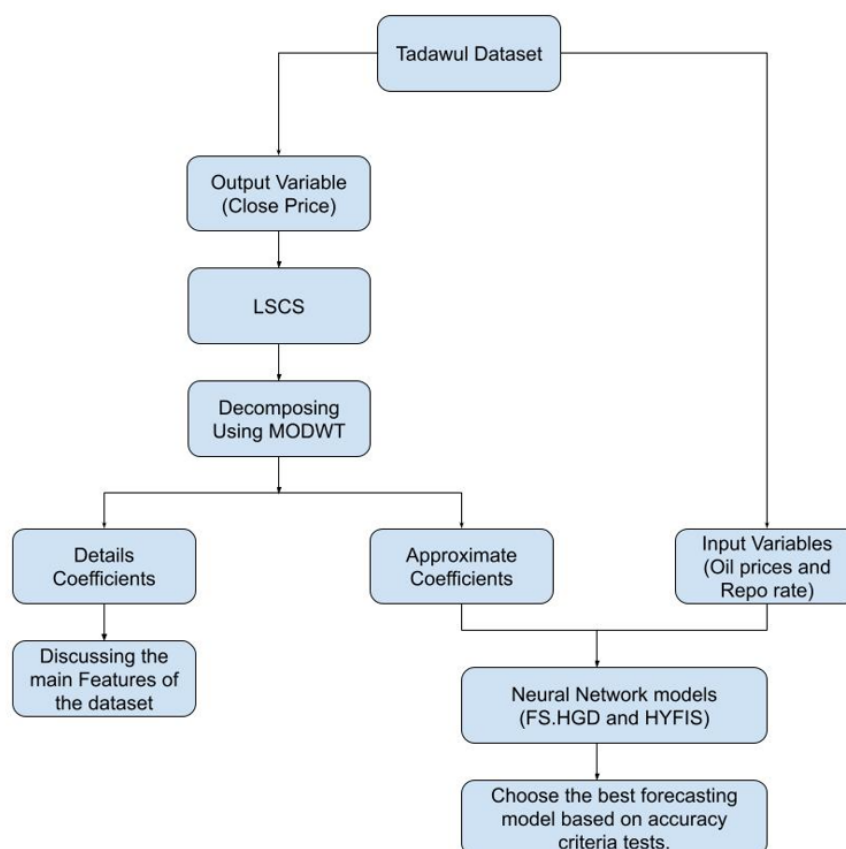 Tadawul Dataset
Output Variable
(Close Price)
LSCS
Decomposing
Using MODWT
Details
Coefficients
Approximate
Coefficients
Input Variables
(Oil prices and
Repo rate)
Discussing the
main Features of
the dataset
Neural Network models
(FS.HGD and HYFIS)
Choose the best forecasting
model based on accuracy
criteria tests.